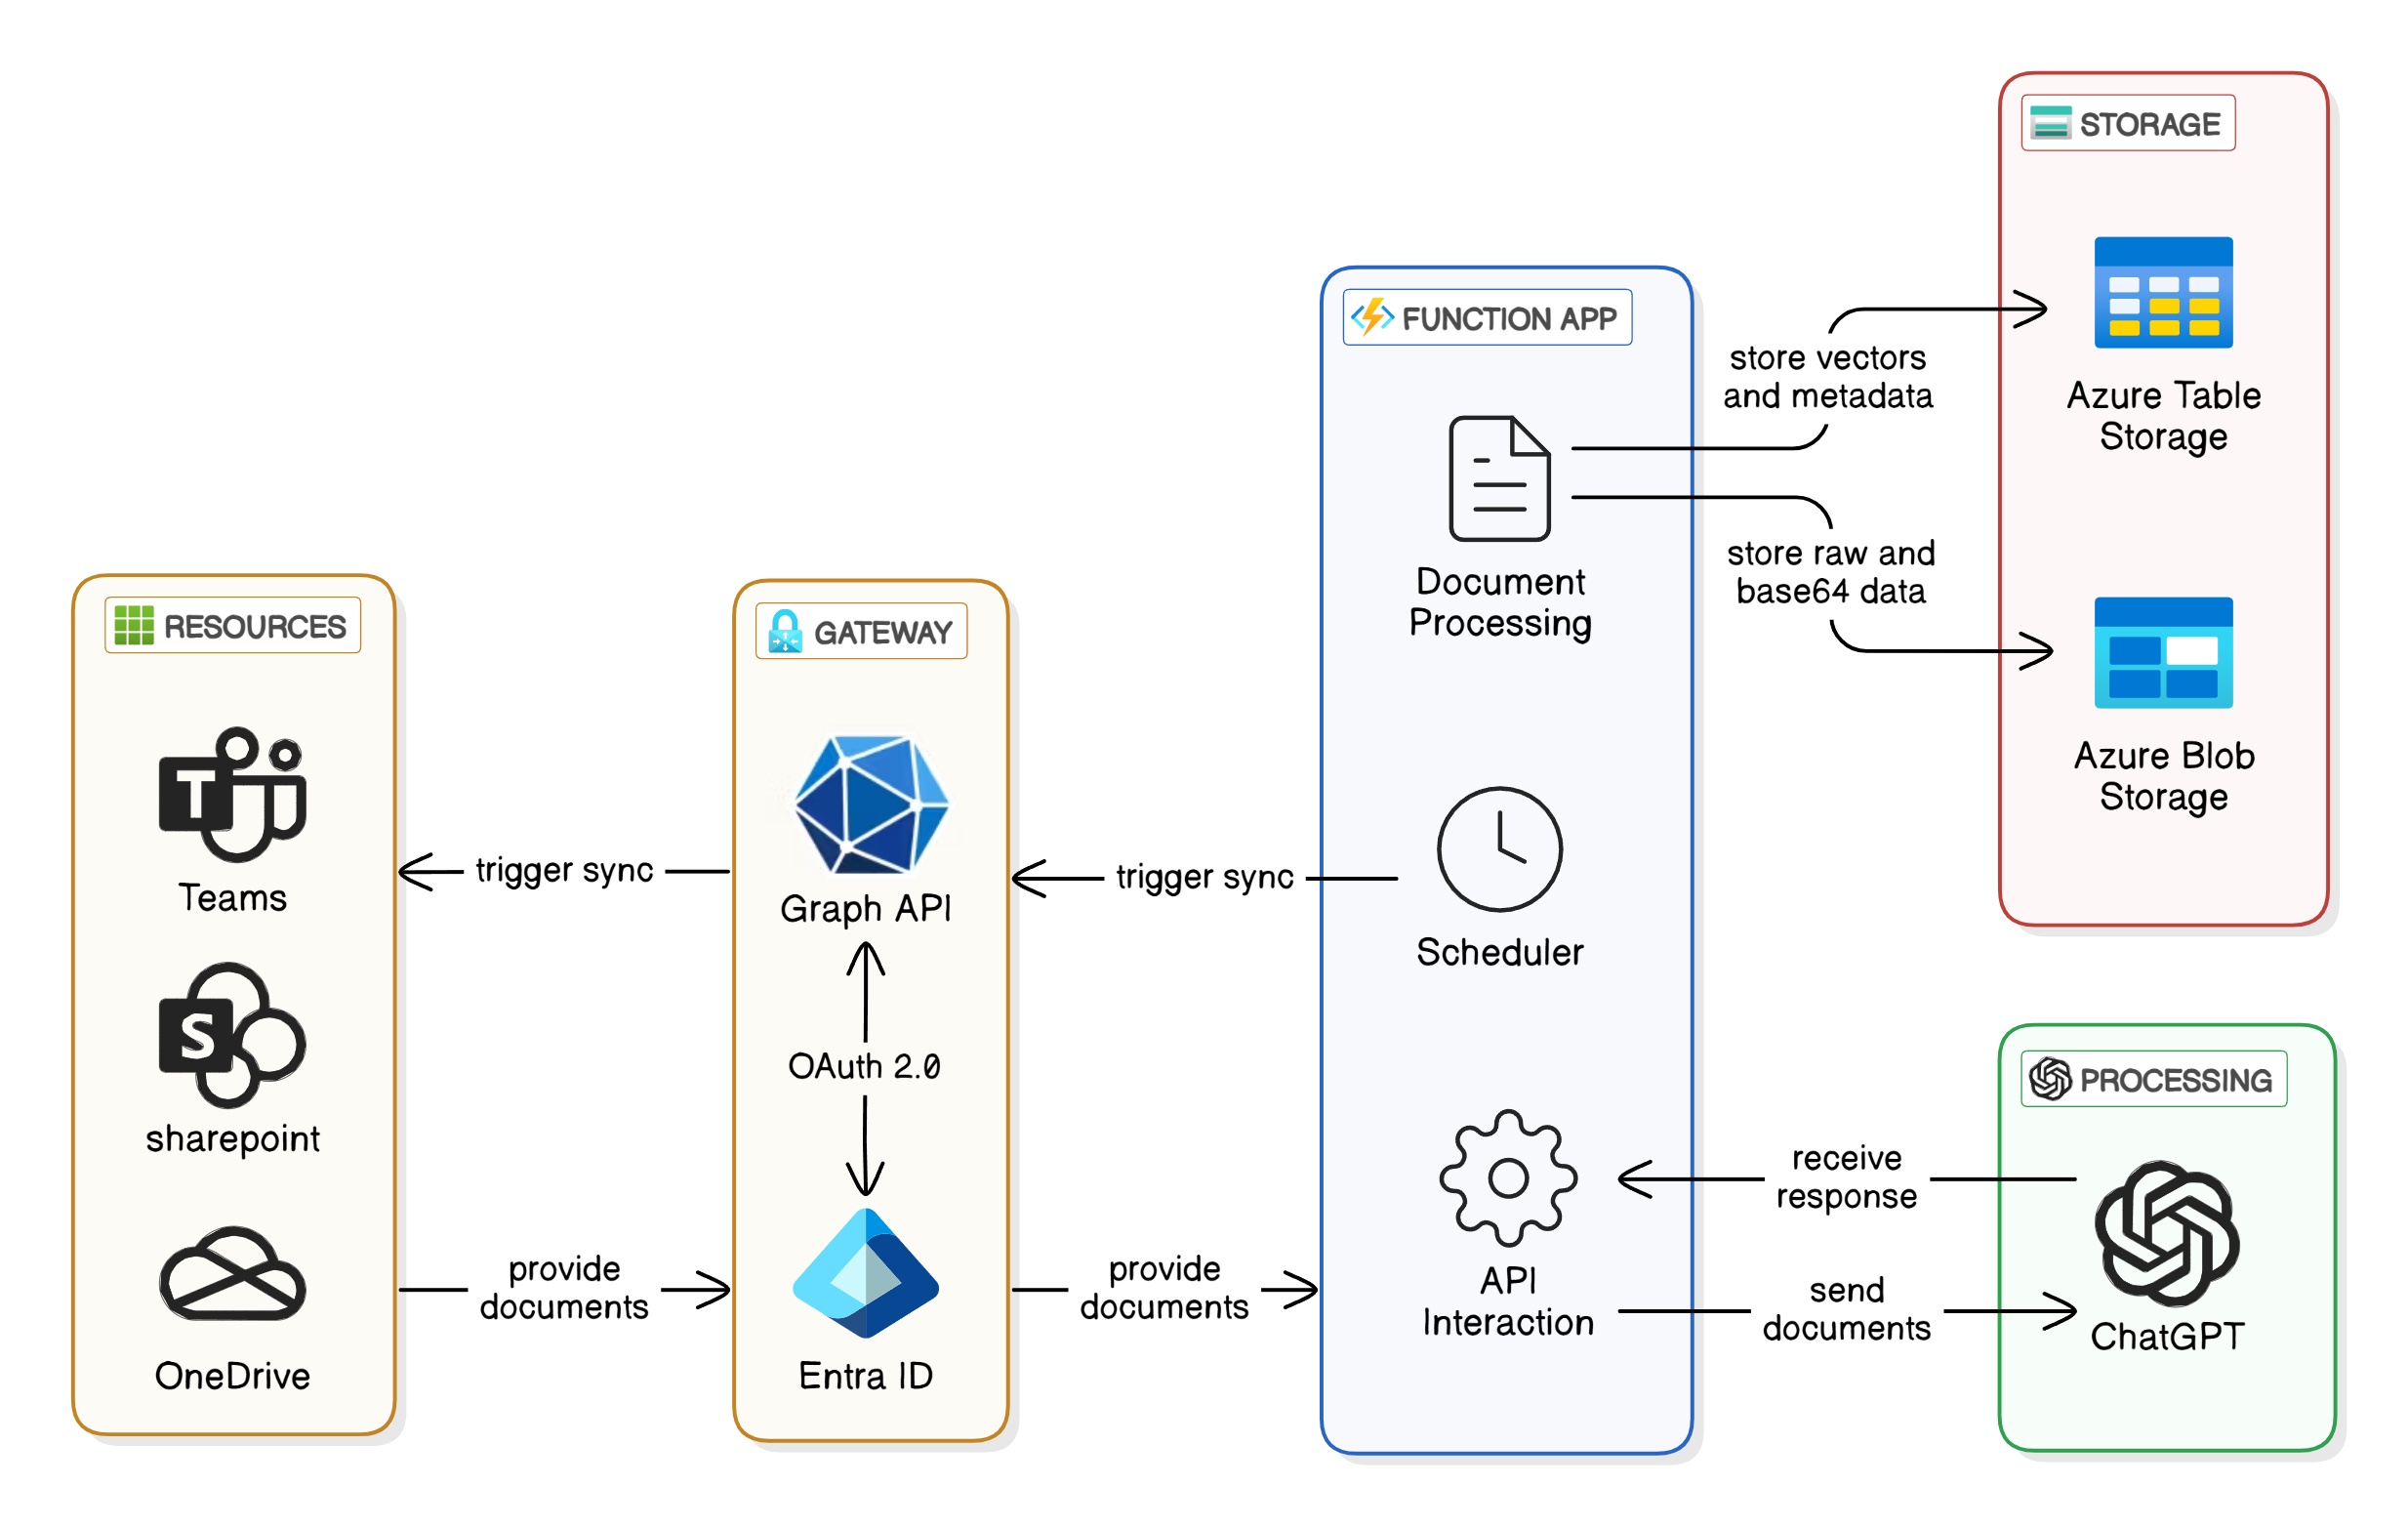 RESOURCES
Teams
sharepoint
OneDrive
trigger sync
provide
documents
GATEWAY
Graph API
OAuth 2.0
Entra ID
trigger sync
provide
documents
FUNCTION APP
Document
Processing
Scheduler
API
Interaction
store vectors
and metadata
store raw and
base64 data
receive
response
send
documents
STORAGE
Azure Table
Storage
Azure Blob
Storage
PROCESSING
ChatGPT